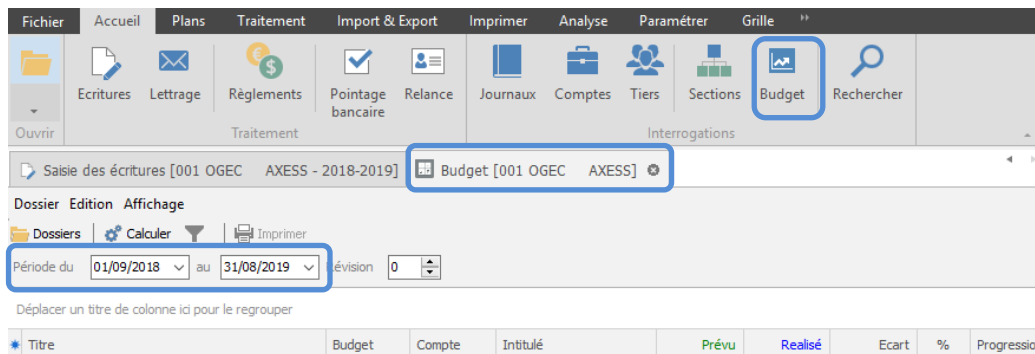 Fichier Accueil Plans Traitement Import & Export Imprimer Analyse Paramétrer Grille
Ecritures Lettrage Règlements Pointage bancaire Relance Journaux Comptes Tiers Sections Budget Rechercher
Ouvrir Traitement Interrogations
Saisie des écritures [001 OGEC AXESS - 2018-2019] Budget [001 OGEC AXESS]
Dossier Edition Affichage
Dossiers Calculer Imprimer
Période du 01/09/2018 au 31/08/2019 Révision 0
Déplacer un titre de colonne ici pour le regrouper
Titre Budget Compte Intitulé Prévu Realisé Ecart % Progressio